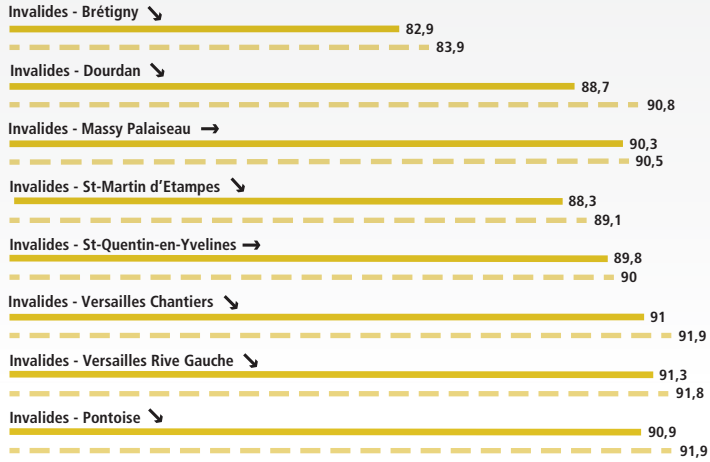 Invalides - Brétigny ↘
82,9
83,9
Invalides - Dourdan ↘
88,7
90,8
Invalides - Massy Palaiseau →
90,3
90,5
Invalides - St-Martin d'Etampes ↘
88,3
89,1
Invalides - St-Quentin-en-Yvelines →
89,8
90
Invalides - Versailles Chantiers ↘
91
91,9
Invalides - Versailles Rive Gauche ↘
91,3
91,8
Invalides - Pontoise ↘
90,9
91,9